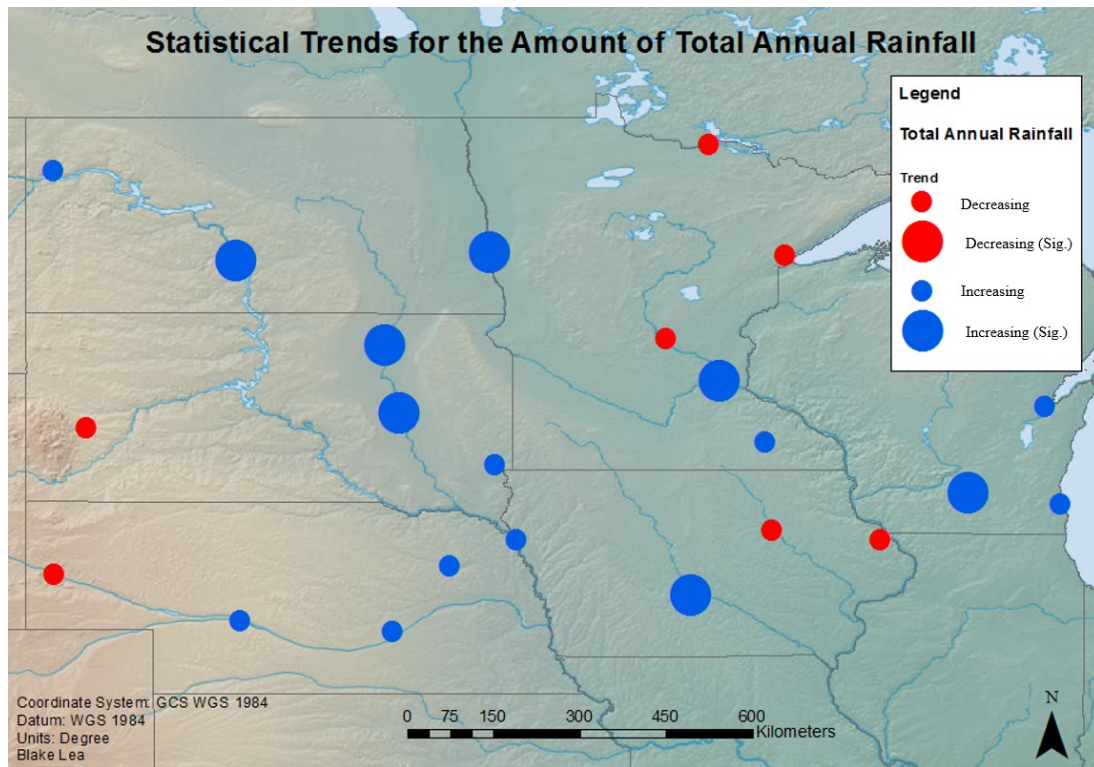 Statistical Trends for the Amount of Total Annual Rainfall
Legend
Total Annual Rainfall
Trend
Decreasing
Decreasing (Sig.)
Increasing
Increasing (Sig.)
Coordinate System: GCS WGS 1984
Datum: WGS 1984
Units: Degree
Blake Lea
0 75 150 300 450 600
Kilometers
N